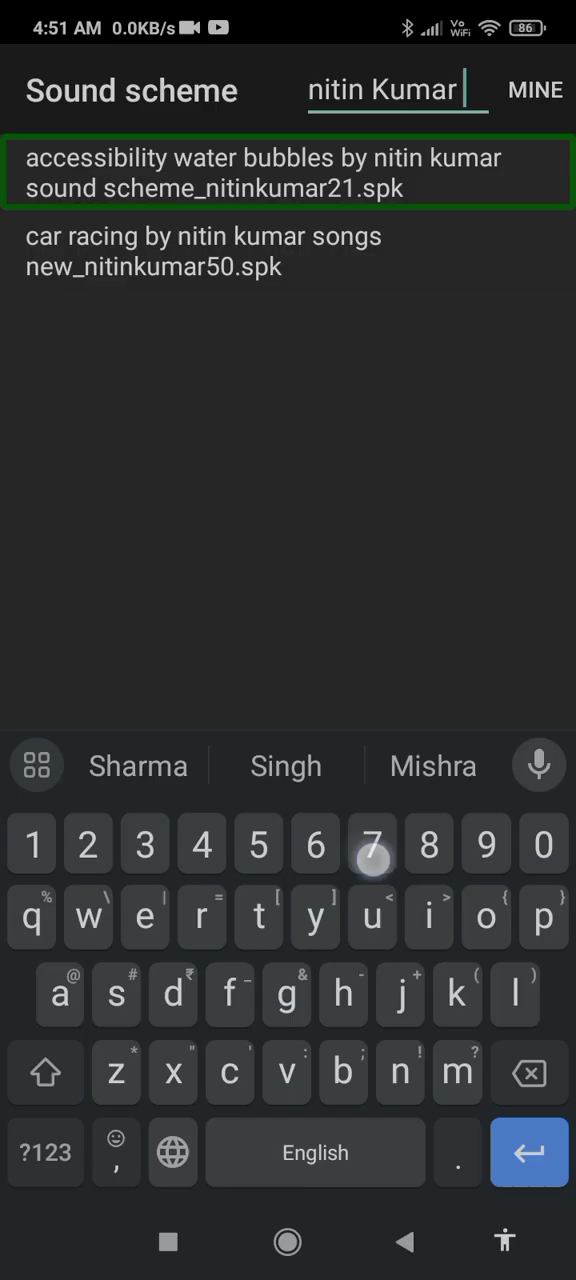 4:51 AM 0.0KB/s Vo WiFi 86
Sound scheme nitin Kumar MINE
accessibility water bubbles by nitin kumar
sound scheme_nitinkumar21.spk
car racing by nitin kumar songs
new_nitinkumar50.spk
Sharma Singh Mishra
1 2 3 4 5 6 7 8 9 0
% \ | = [ ] < > { }
q w e r t y u i o p
@ # ₹ _ & - + ( )
a s d f g h j k l
* " ' : ; ! ?
z x c v b n m
?123 , English .